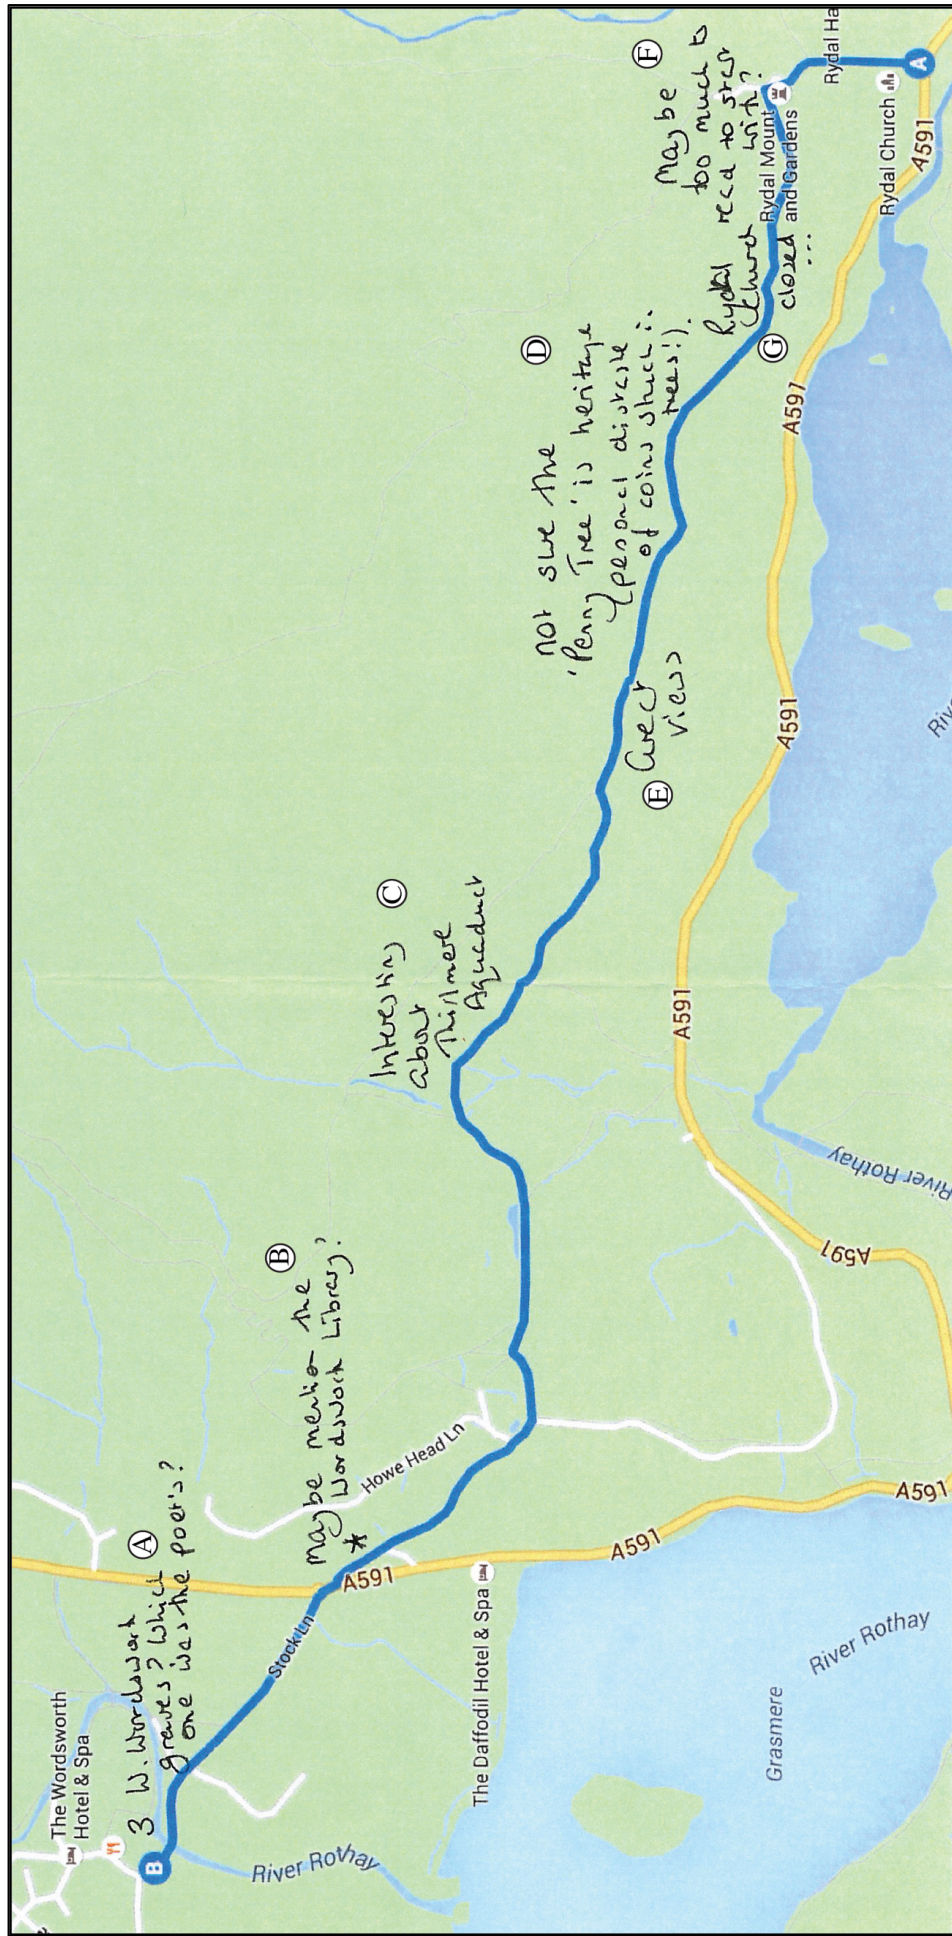 The Wordsworth
Hotel & Spa
B
3 W. Wordsworth
graves? Which
one was the poet's?
A
River Rothay
Stock Ln
A591
The Daffodil Hotel & Spa
Grasmere
River Rothay
A591
A591
Howe Head Ln
B
Maybe mention the
Wordsworth Library?
*
A591
River Rothay
C
Interesting
about
Thirlmere
Aquaduct
A591
E
Great
views
A591
D
not sure the
'Penny Tree' is heritage
(personal distaste
of coins stuck in
trees!).
A591
G
F
Maybe
too much to
read to start
with?
Rydal
Church
closed
...
Rydal Mount
and Gardens
Rydal Church
A591
Rydal Ha
A
Riv